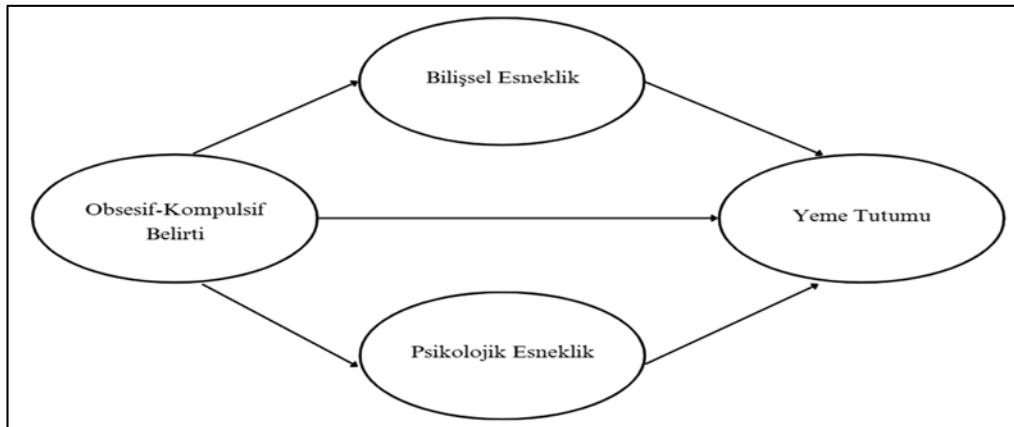 Bilişsel Esneklik
Obsesif-Kompulsif
Belirti
Yeme Tutumu
Psikolojik Esneklik